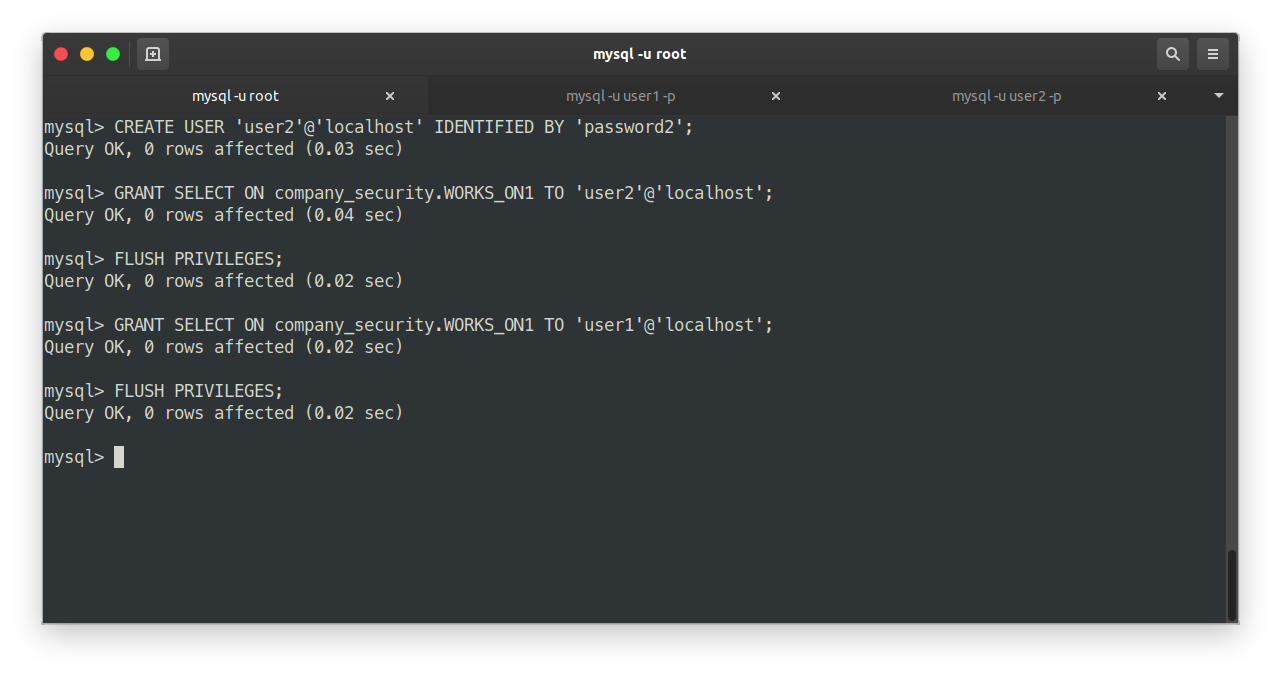 mysql -u root
mysql -u root
mysql -u user1 -p
mysql -u user2 -p
mysql> CREATE USER 'user2'@'localhost' IDENTIFIED BY 'password2';
Query OK, 0 rows affected (0.03 sec)
mysql> GRANT SELECT ON company_security.WORKS_ON1 TO 'user2'@'localhost';
Query OK, 0 rows affected (0.04 sec)
mysql> FLUSH PRIVILEGES;
Query OK, 0 rows affected (0.02 sec)
mysql> GRANT SELECT ON company_security.WORKS_ON1 TO 'user1'@'localhost';
Query OK, 0 rows affected (0.02 sec)
mysql> FLUSH PRIVILEGES;
Query OK, 0 rows affected (0.02 sec)
mysql>